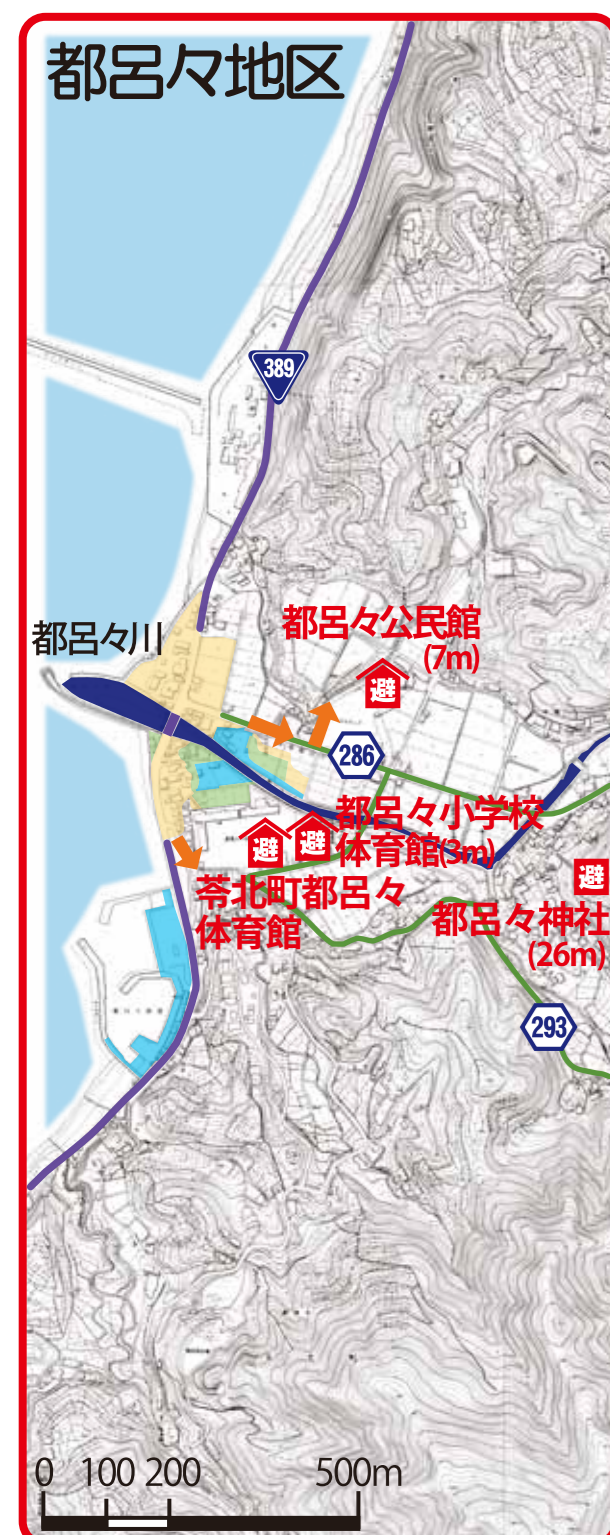 都呂々地区
389
都呂々川
都呂々公民館
(7m)
避
286
都呂々小学校
体育館(3m)
避
避
苓北町都呂々
体育館
避
都呂々神社
(26m)
293
0 100 200 500m